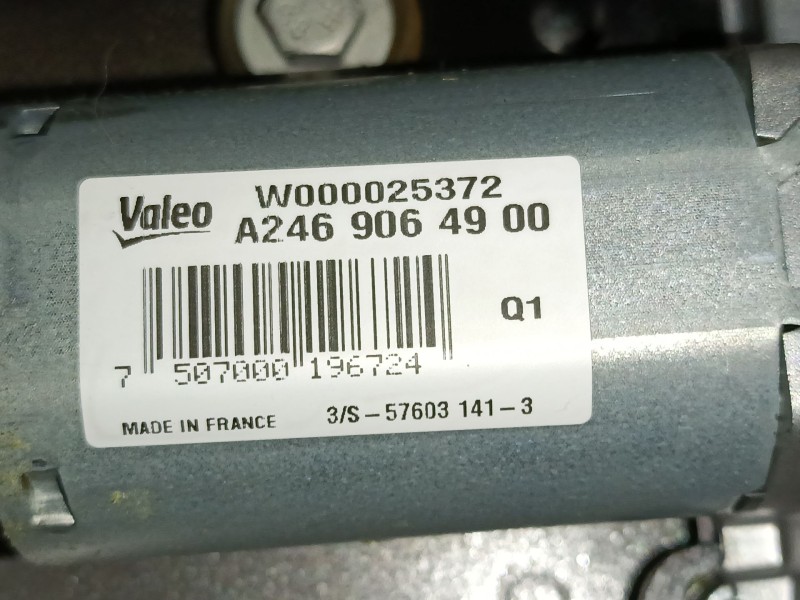 Valeo
W000025372
A246 906 49 00
Q1
7 507000 196724
MADE IN FRANCE 3/S-57603 141-3